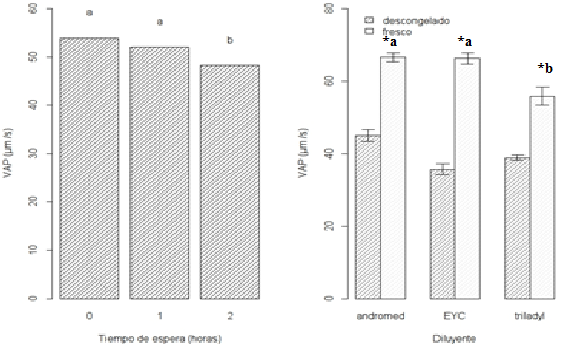 60
50
40
30
20
10
0
VAP (µm/s)
a
a
b
0 1 2
Tiempo de espera (horas)
80
60
40
20
0
VAP (µm/s)
descongelado
fresco
*a
*a
*b
andromed EYC triladyl
Diluyente